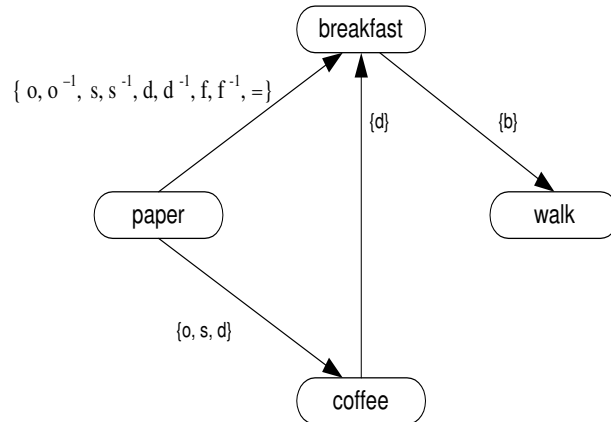 breakfast
{ o, o⁻¹, s, s⁻¹, d, d⁻¹, f, f⁻¹, =}
{d}
{b}
paper
walk
{o, s, d}
coffee